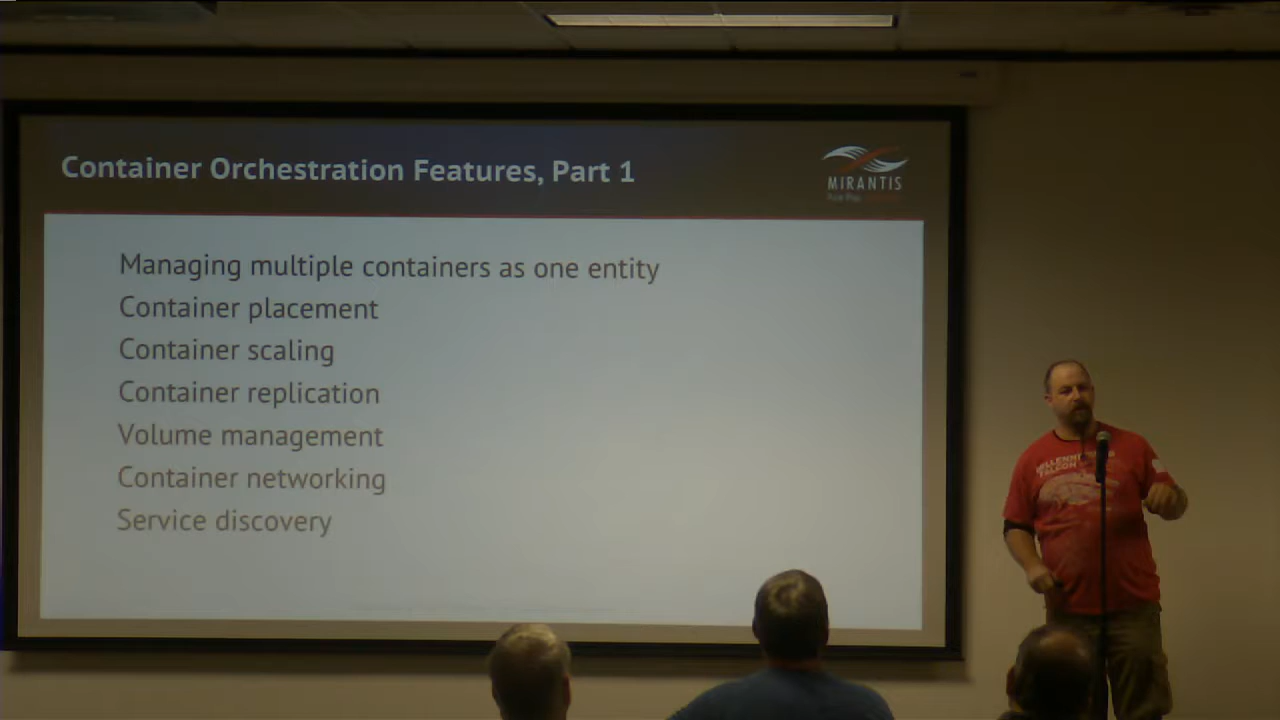 Container Orchestration Features, Part 1
MIRANTIS
Managing multiple containers as one entity
Container placement
Container scaling
Container replication
Volume management
Container networking
Service discovery
FALCON